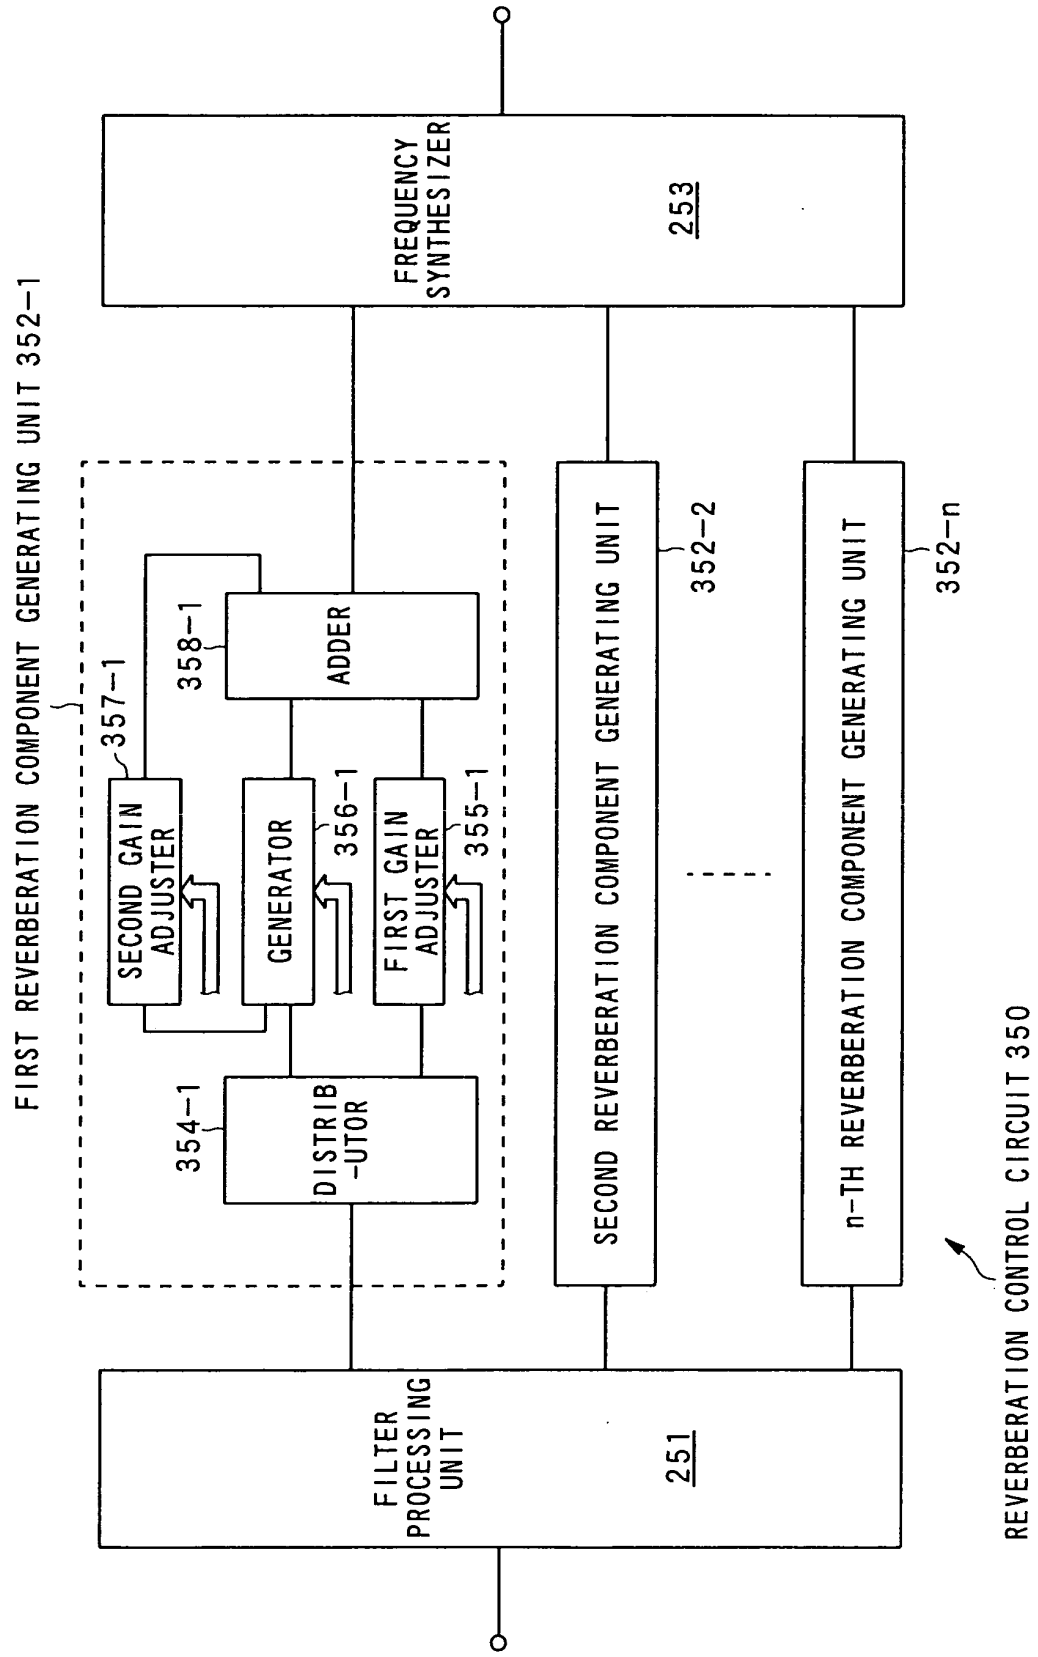 FIRST REVERBERATION COMPONENT GENERATING UNIT 352-1
357-1
SECOND GAIN
ADJUSTER
358-1
354-1
DISTRIB
-UTOR
GENERATOR
356-1
ADDER
FIRST GAIN
ADJUSTER
355-1
FILTER
PROCESSING
UNIT
251
FREQUENCY
SYNTHESIZER
253
SECOND REVERBERATION COMPONENT GENERATING UNIT
352-2
n-TH REVERBERATION COMPONENT GENERATING UNIT
352-n
REVERBERATION CONTROL CIRCUIT 350